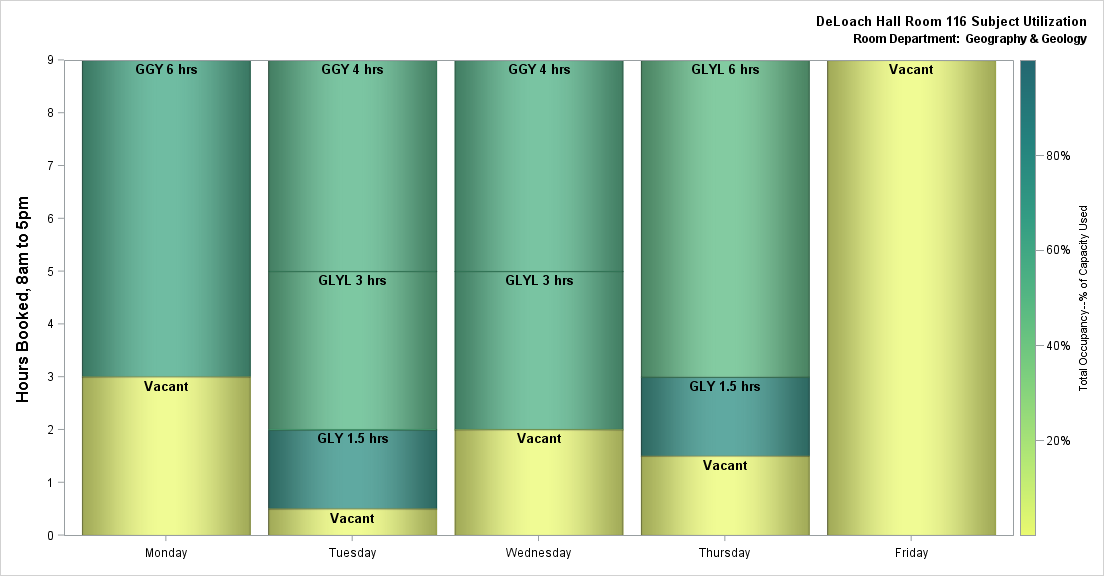 DeLoach Hall Room 116 Subject Utilization
Room Department: Geography & Geology
Hours Booked, 8am to 5pm
9
8
7
6
5
4
3
2
1
0
GGY 6 hrs
Vacant
GGY 4 hrs
GLYL 3 hrs
GLY 1.5 hrs
Vacant
GGY 4 hrs
GLYL 3 hrs
Vacant
GLYL 6 hrs
GLY 1.5 hrs
Vacant
Vacant
Monday
Tuesday
Wednesday
Thursday
Friday
80%
60%
40%
20%
Total Occupancy--% of Capacity Used